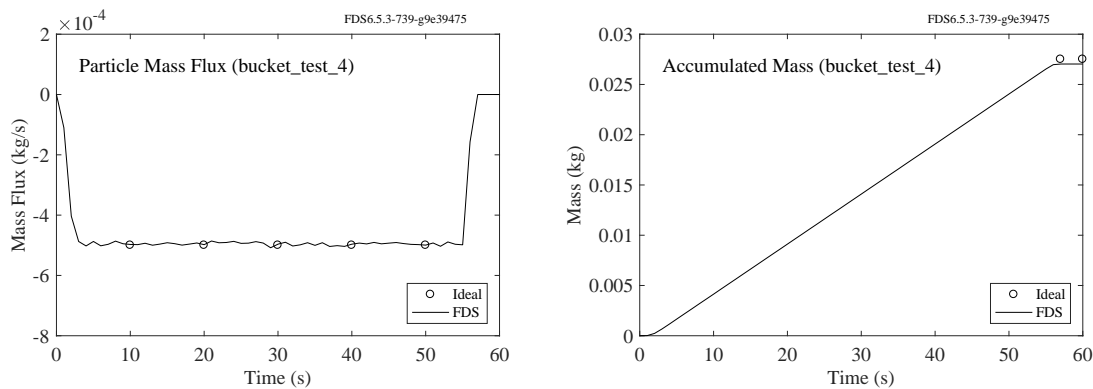 FDS6.5.3-739-g9e39475
×10⁻⁴
2
0
-2
-4
-6
-8
Mass Flux (kg/s)
Particle Mass Flux (bucket_test_4)
Ideal
FDS
0 10 20 30 40 50 60
Time (s)
FDS6.5.3-739-g9e39475
0.03
0.025
0.02
0.015
0.01
0.005
0
Mass (kg)
Accumulated Mass (bucket_test_4)
Ideal
FDS
0 10 20 30 40 50 60
Time (s)